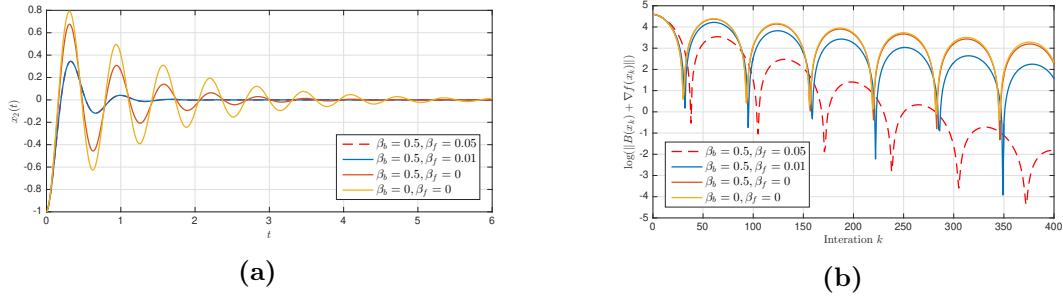 0.8
0.6
0.4
0.2
0
-0.2
-0.4
-0.6
-0.8
-1
x₂(t)
0 1 2 3 4 5 6
t
β_b = 0.5, β_f = 0.05
β_b = 0.5, β_f = 0.01
β_b = 0.5, β_f = 0
β_b = 0, β_f = 0
(a)
5
4
3
2
1
0
-1
-2
-3
-4
-5
log(||B(x_k) + ∇f(x_k)||)
0 50 100 150 200 250 300 350 400
Interation k
β_b = 0.5, β_f = 0.05
β_b = 0.5, β_f = 0.01
β_b = 0.5, β_f = 0
β_b = 0, β_f = 0
(b)